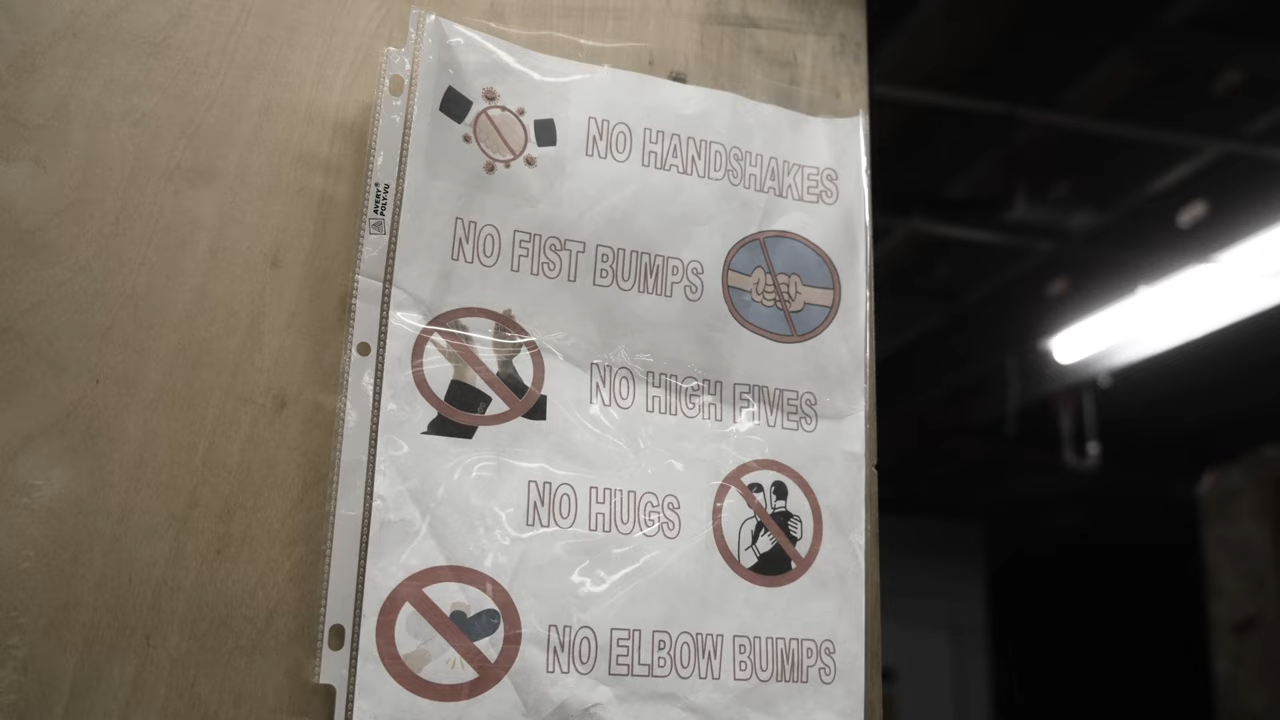 AVERY®
POLY-VU
NO HANDSHAKES
NO FIST BUMPS
NO HIGH FIVES
NO HUGS
NO ELBOW BUMPS